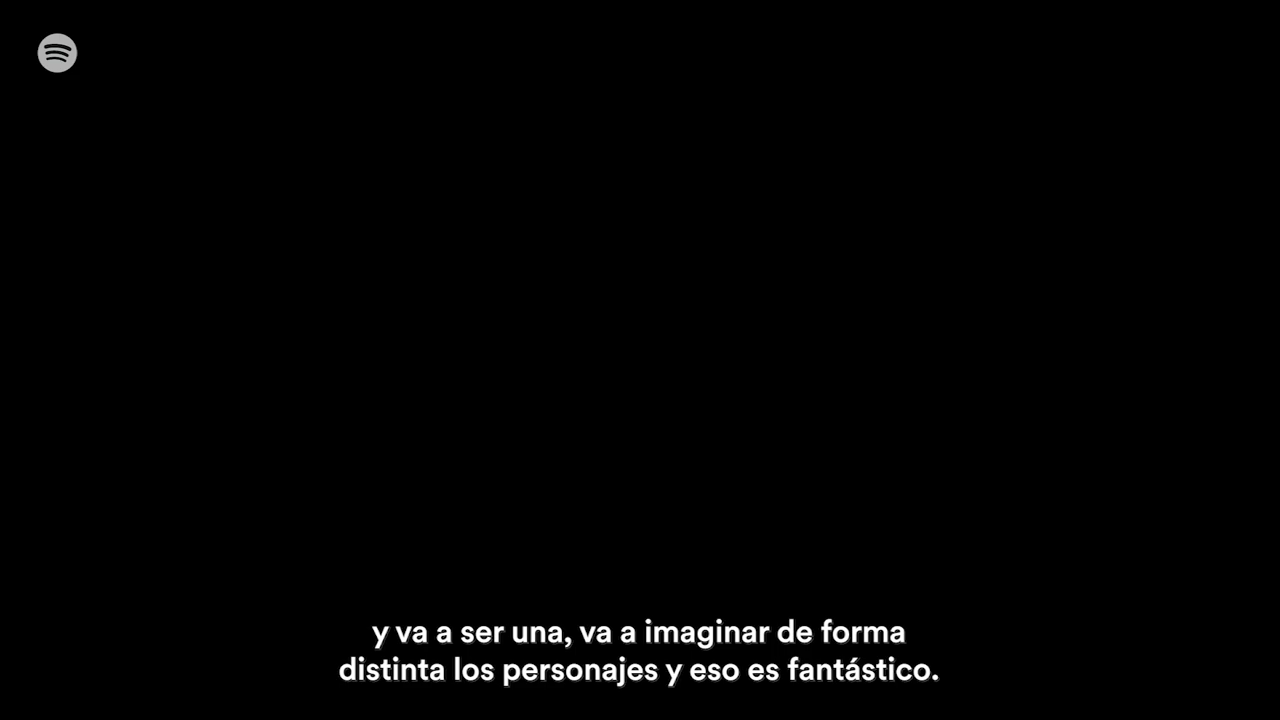 y va a ser una, va a imaginar de forma
distinta los personajes y eso es fantástico.